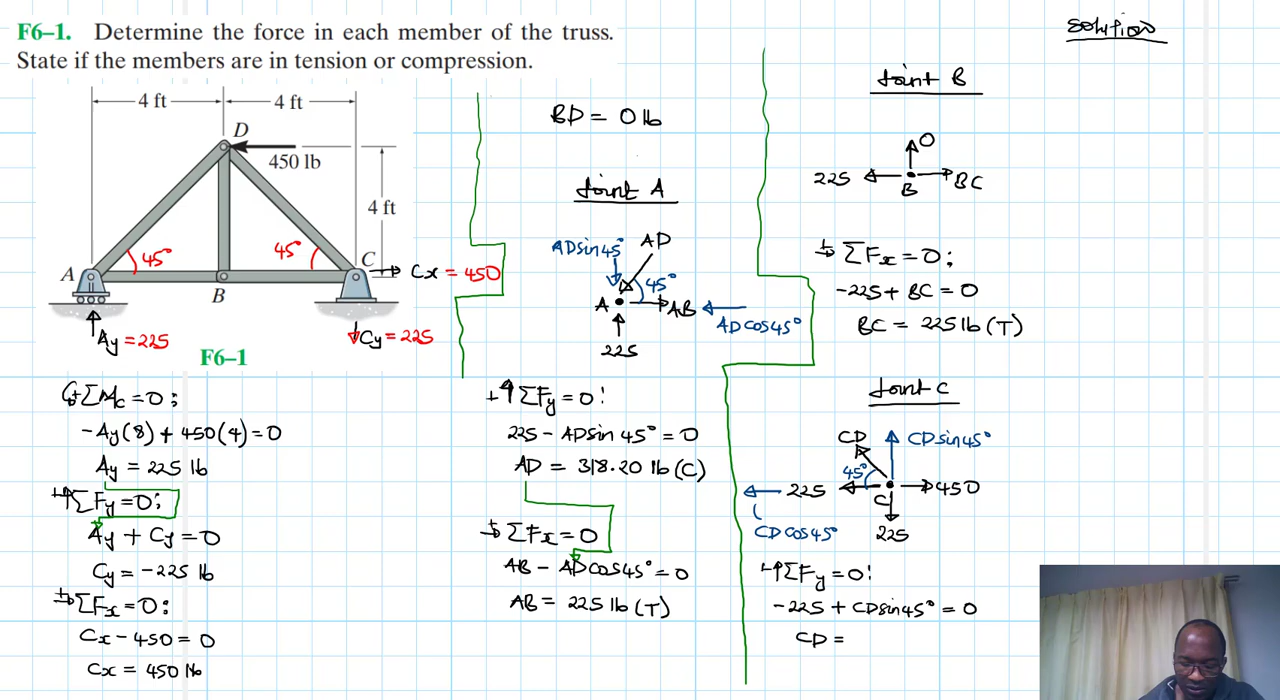 F6–1. Determine the force in each member of the truss.
State if the members are in tension or compression.
4 ft
4 ft
D
450 lb
4 ft
45°
45°
A
B
C
Cx = 450
Ay = 225
Cy = 225
F6–1
↺+ΣMc = 0 ;
-Ay(8) + 450(4) = 0
Ay = 225 lb
+↑ΣFy = 0;
Ay + Cy = 0
Cy = -225 lb
+→ΣFx = 0:
Cx - 450 = 0
Cx = 450 lb
BD = 0 lb
Joint A
ADsin45°
AD
45°
A
AB
ADcos45°
225
+↑ΣFy = 0:
225 - ADsin 45° = 0
AD = 318.20 lb (C)
+→ΣFx = 0
AB - ADcos45° = 0
AB = 225 lb (T)
solution
Joint B
0
225
B
BC
+→ΣFx = 0;
-225 + BC = 0
BC = 225 lb (T)
Joint C
CD
CDsin45°
45°
225
C
450
CDcos45°
225
+↑ΣFy = 0:
-225 + CDsin45° = 0
CD =